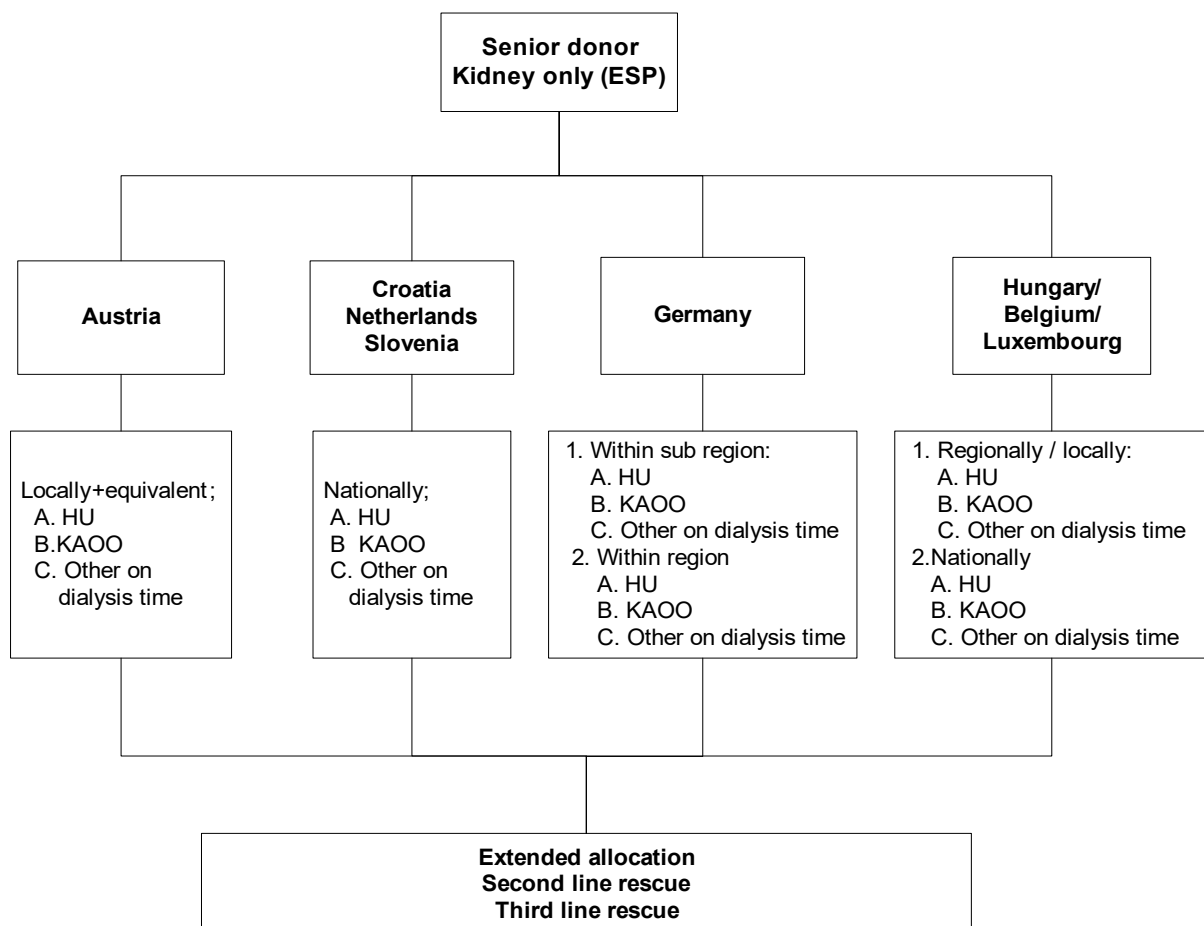 Senior donor
Kidney only (ESP)
Austria
Croatia
Netherlands
Slovenia
Germany
Hungary/
Belgium/
Luxembourg
Locally+equivalent;
A. HU
B.KAOO
C. Other on
dialysis time
Nationally;
A. HU
B KAOO
C. Other on
dialysis time
1. Within sub region:
A. HU
B. KAOO
C. Other on dialysis time
2. Within region
A. HU
B. KAOO
C. Other on dialysis time
1. Regionally / locally:
A. HU
B. KAOO
C. Other on dialysis time
2.Nationally
A. HU
B. KAOO
C. Other on dialysis time
Extended allocation
Second line rescue
Third line rescue